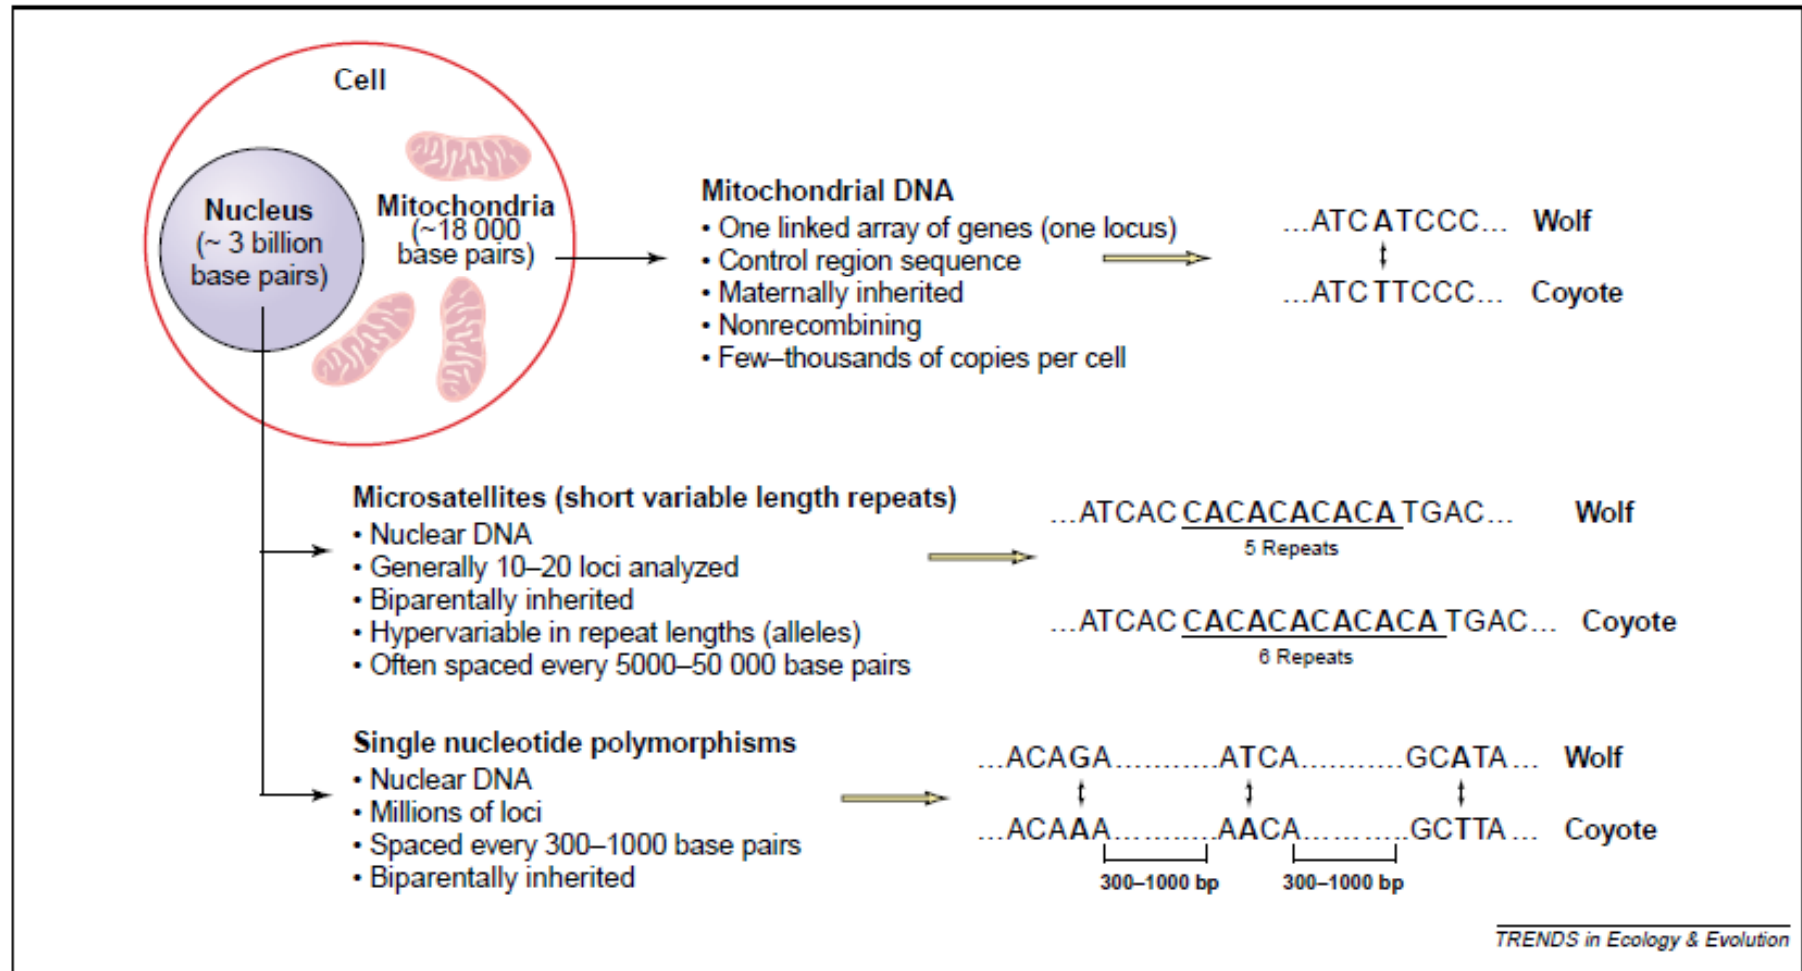 Cell
Nucleus
(~ 3 billion
base pairs)
Mitochondria
(~18 000
base pairs)
Mitochondrial DNA
• One linked array of genes (one locus)
• Control region sequence
• Maternally inherited
• Nonrecombining
• Few–thousands of copies per cell
...ATCATCCC... Wolf
...ATCTTCCC... Coyote
Microsatellites (short variable length repeats)
• Nuclear DNA
• Generally 10–20 loci analyzed
• Biparentally inherited
• Hypervariable in repeat lengths (alleles)
• Often spaced every 5000–50 000 base pairs
...ATCAC CACACACACA TGAC... Wolf
5 Repeats
...ATCAC CACACACACACA TGAC... Coyote
6 Repeats
Single nucleotide polymorphisms
• Nuclear DNA
• Millions of loci
• Spaced every 300–1000 base pairs
• Biparentally inherited
...ACAGA...........ATCA...........GCATA... Wolf
...ACAAA...........AACA...........GCTTA... Coyote
300–1000 bp 300–1000 bp
TRENDS in Ecology & Evolution